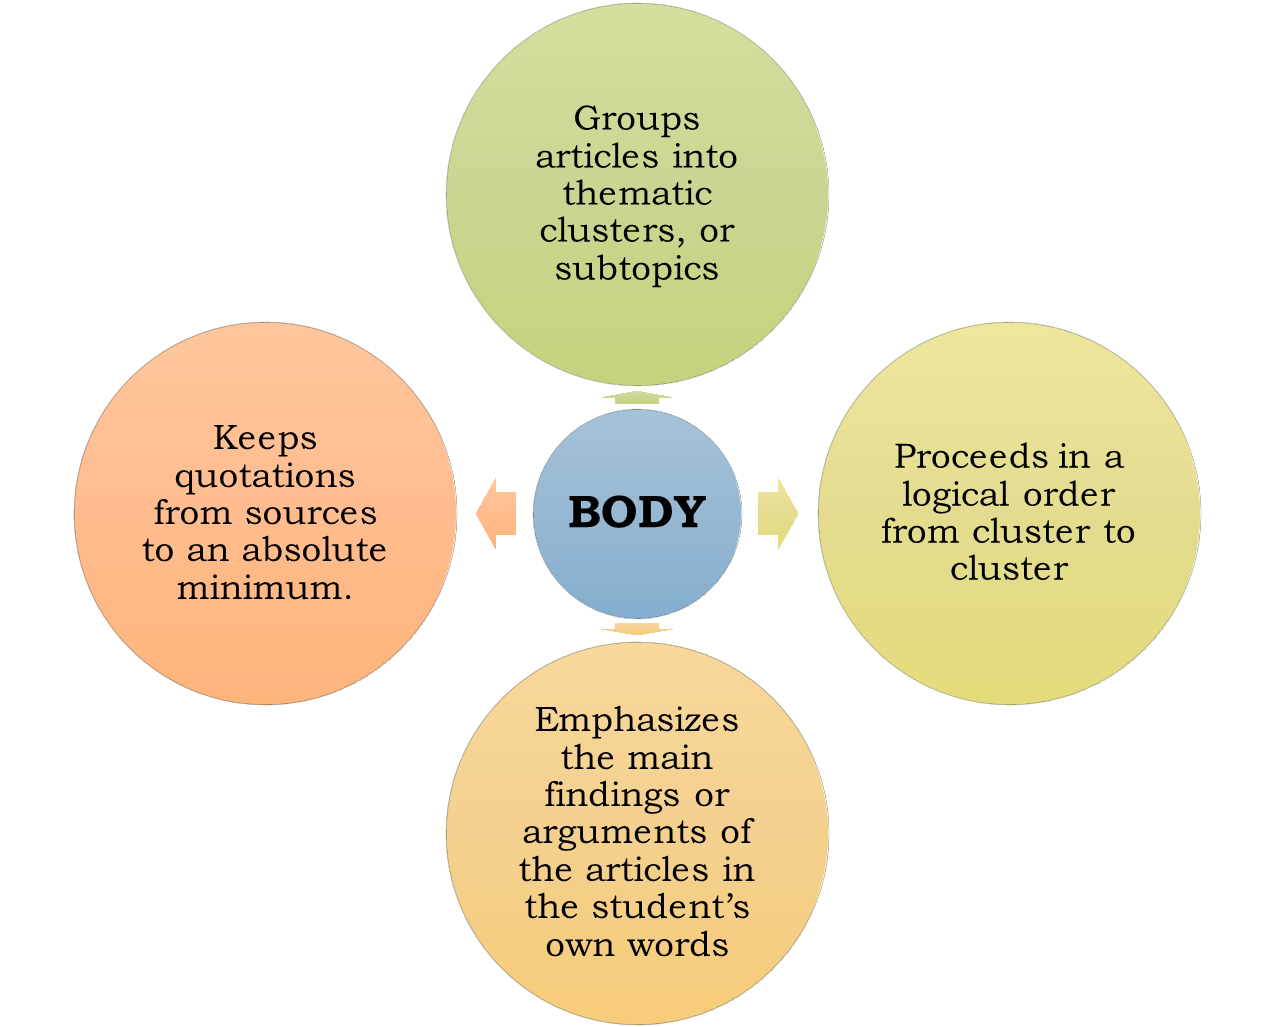 Groups
articles into
thematic
clusters, or
subtopics
Keeps
quotations
from sources
to an absolute
minimum.
BODY
Proceeds in a
logical order
from cluster to
cluster
Emphasizes
the main
findings or
arguments of
the articles in
the student’s
own words